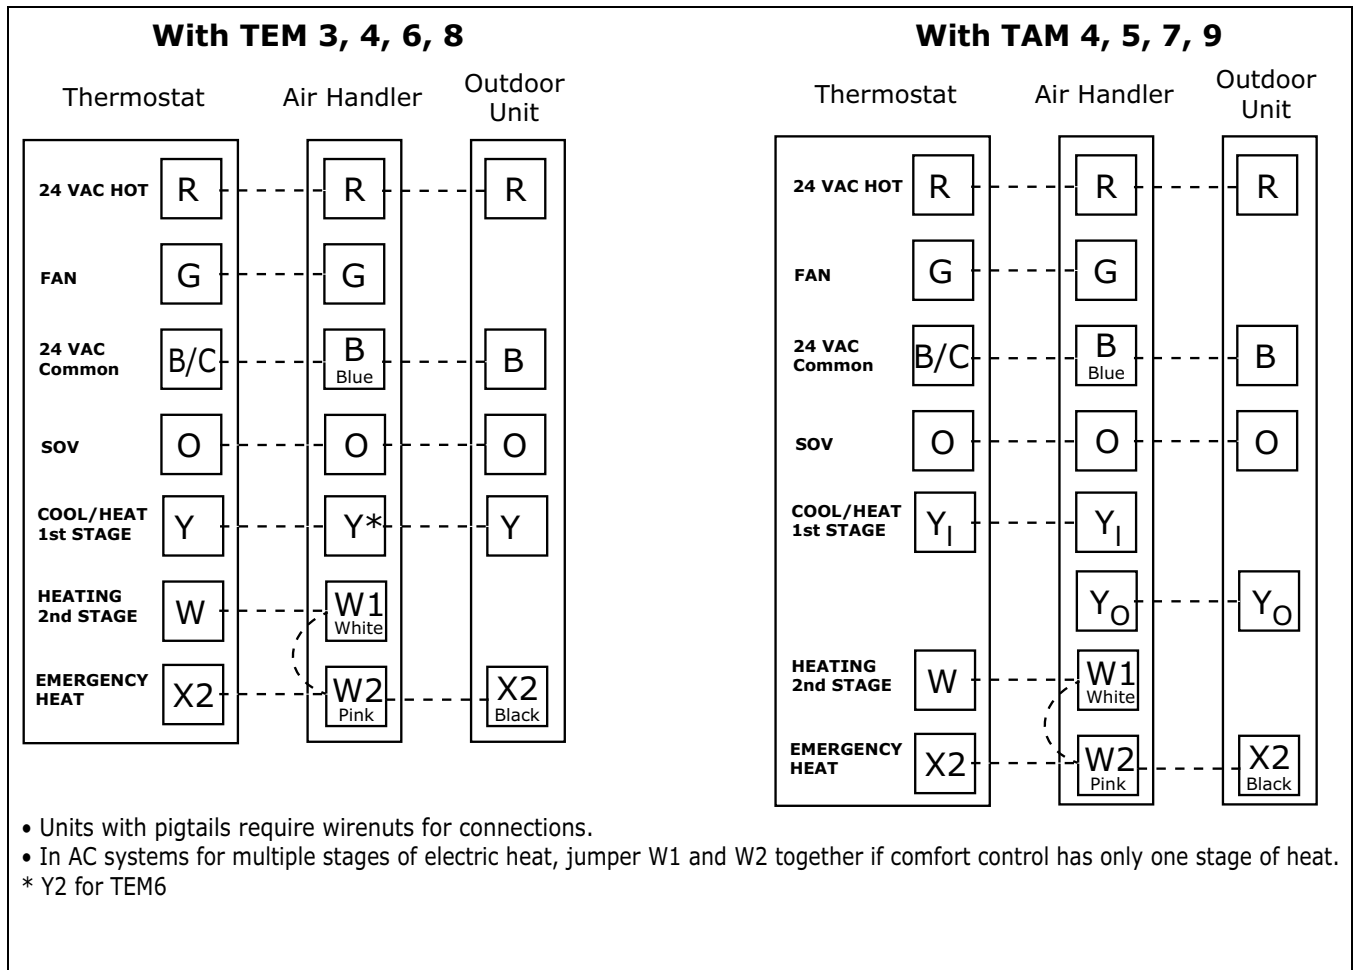 With TEM 3, 4, 6, 8
Thermostat
Air Handler
Outdoor
Unit
24 VAC HOT R R R
FAN G G
24 VAC
Common
B/C B B
Blue
SOV O O O
COOL/HEAT
1st STAGE
Y Y* Y
HEATING
2nd STAGE
W W1
White
EMERGENCY
HEAT
X2 W2 X2
Pink Black
With TAM 4, 5, 7, 9
Thermostat
Air Handler
Outdoor
Unit
24 VAC HOT R R R
FAN G G
24 VAC
Common
B/C B B
Blue
SOV O O O
COOL/HEAT
1st STAGE
YI YI
YO YO
HEATING
2nd STAGE
W W1
White
EMERGENCY
HEAT
X2 W2 X2
Pink Black
• Units with pigtails require wirenuts for connections.
• In AC systems for multiple stages of electric heat, jumper W1 and W2 together if comfort control has only one stage of heat.
* Y2 for TEM6